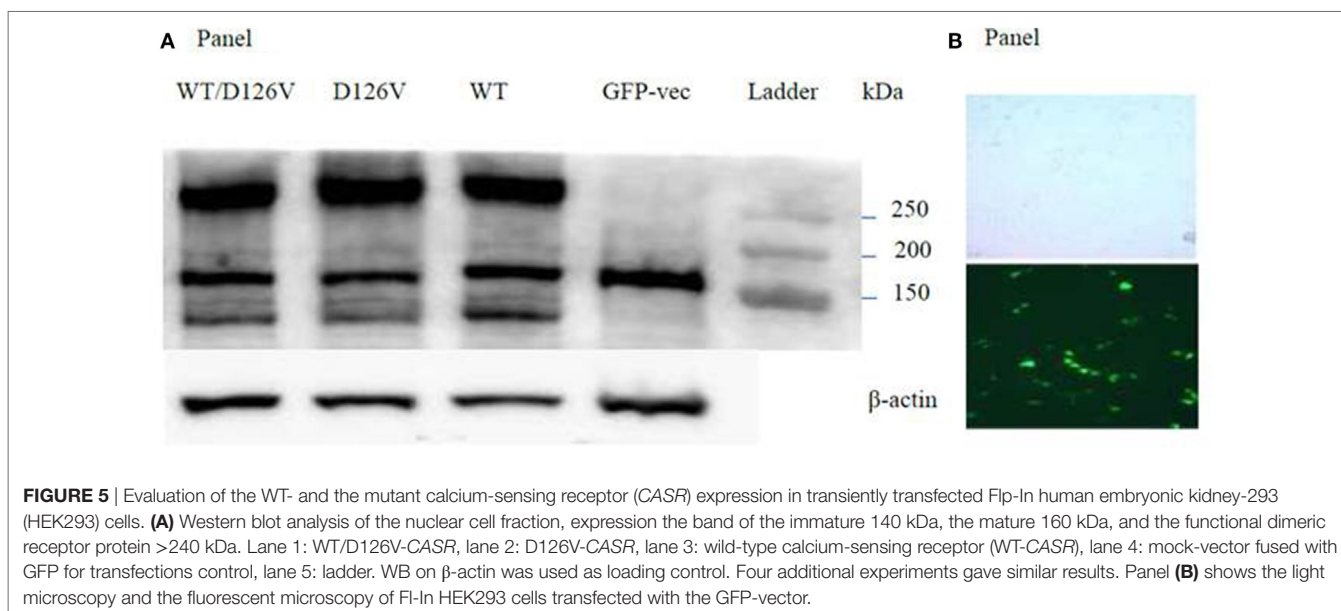 A Panel
WT/D126V D126V WT GFP-vec Ladder kDa
250
200
150
β-actin
B Panel
FIGURE 5 | Evaluation of the WT- and the mutant calcium-sensing receptor (CASR) expression in transiently transfected Flp-In human embryonic kidney-293
(HEK293) cells. (A) Western blot analysis of the nuclear cell fraction, expression the band of the immature 140 kDa, the mature 160 kDa, and the functional dimeric
receptor protein >240 kDa. Lane 1: WT/D126V-CASR, lane 2: D126V-CASR, lane 3: wild-type calcium-sensing receptor (WT-CASR), lane 4: mock-vector fused with
GFP for transfections control, lane 5: ladder. WB on β-actin was used as loading control. Four additional experiments gave similar results. Panel (B) shows the light
microscopy and the fluorescent microscopy of Fl-In HEK293 cells transfected with the GFP-vector.